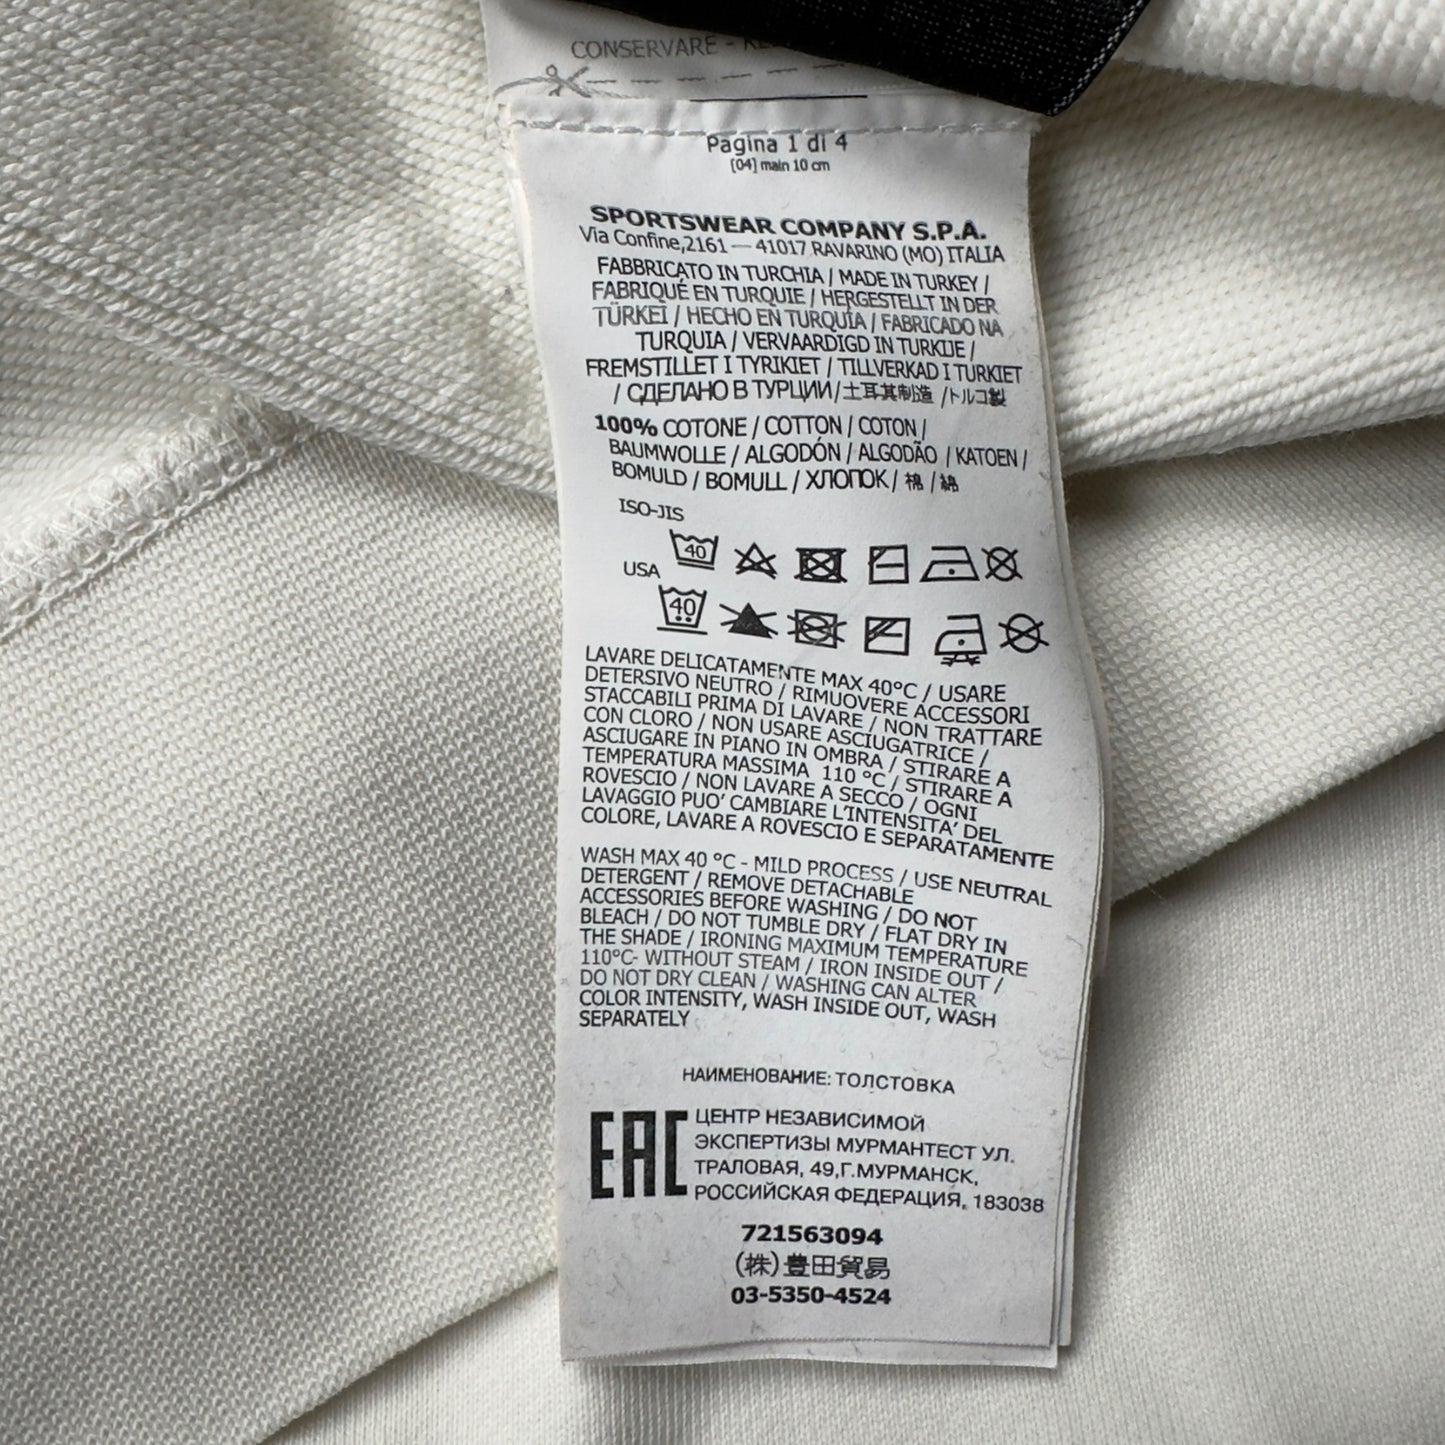 CONSERVARE -
Pagina 1 di 4
[04] main 10 cm
SPORTSWEAR COMPANY S.P.A.
Via Confine,2161 — 41017 RAVARINO (MO) ITALIA
FABBRICATO IN TURCHIA / MADE IN TURKEY /
FABRIQUÉ EN TURQUIE / HERGESTELLT IN DER
TÜRKEI / HECHO EN TURQUÍA / FABRICADO NA
TURQUIA / VERVAARDIGD IN TURKIJE /
FREMSTILLET I TYRIKIET / TILLVERKAD I TURKIET
/ СДЕЛАНО В ТУРЦИИ/土耳其制造 /トルコ製
100% COTONE / COTTON / COTON /
BAUMWOLLE / ALGODÓN / ALGODÃO / KATOEN /
BOMULD / BOMULL / ХЛОПОК / 棉 / 綿
ISO-JIS
40
USA
40
LAVARE DELICATAMENTE MAX 40°C / USARE
DETERSIVO NEUTRO / RIMUOVERE ACCESSORI
STACCABILI PRIMA DI LAVARE / NON TRATTARE
CON CLORO / NON USARE ASCIUGATRICE /
ASCIUGARE IN PIANO IN OMBRA / STIRARE A
TEMPERATURA MASSIMA 110 °C / STIRARE A
ROVESCIO / NON LAVARE A SECCO / OGNI
LAVAGGIO PUO' CAMBIARE L'INTENSITA' DEL
COLORE, LAVARE A ROVESCIO E SEPARATAMENTE
WASH MAX 40 °C - MILD PROCESS / USE NEUTRAL
DETERGENT / REMOVE DETACHABLE
ACCESSORIES BEFORE WASHING / DO NOT
BLEACH / DO NOT TUMBLE DRY / FLAT DRY IN
THE SHADE / IRONING MAXIMUM TEMPERATURE
110°C- WITHOUT STEAM / IRON INSIDE OUT /
DO NOT DRY CLEAN / WASHING CAN ALTER
COLOR INTENSITY, WASH INSIDE OUT, WASH
SEPARATELY
НАИМЕНОВАНИЕ: ТОЛСТОВКА
EAC
ЦЕНТР НЕЗАВИСИМОЙ
ЭКСПЕРТИЗЫ МУРМАНТЕСТ УЛ.
ТРАЛОВАЯ, 49,Г.МУРМАНСК,
РОССИЙСКАЯ ФЕДЕРАЦИЯ, 183038
721563094
(株)豊田貿易
03-5350-4524